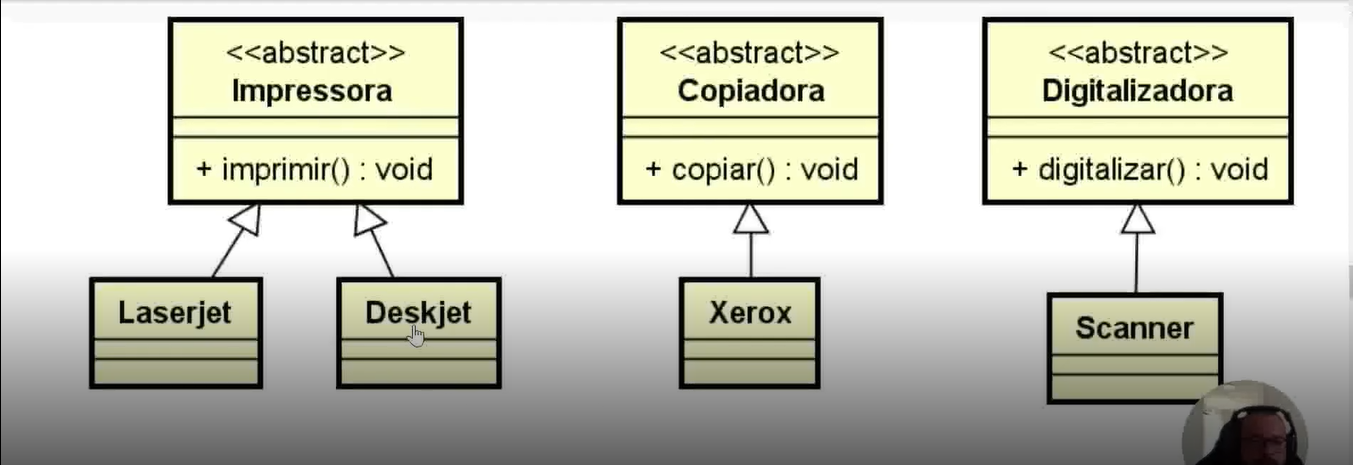 <<abstract>>
Impressora
+ imprimir() : void
<<abstract>>
Copiadora
+ copiar() : void
<<abstract>>
Digitalizadora
+ digitalizar() : void
Laserjet
Deskjet
Xerox
Scanner